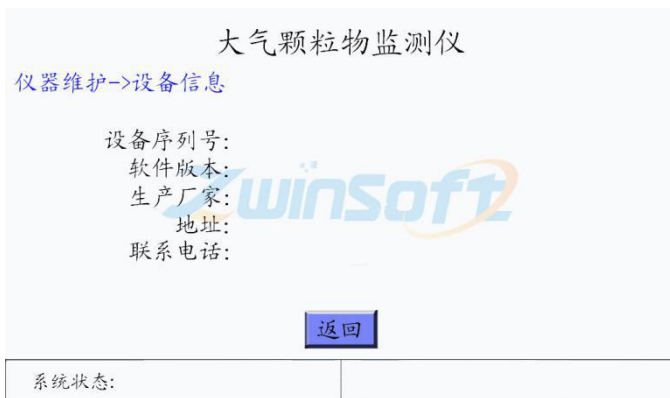 大气颗粒物监测仪
仪器维护->设备信息
设备序列号:
软件版本:
生产厂家:
地址:
联系电话:
ZwinSoft
返回
系统状态: